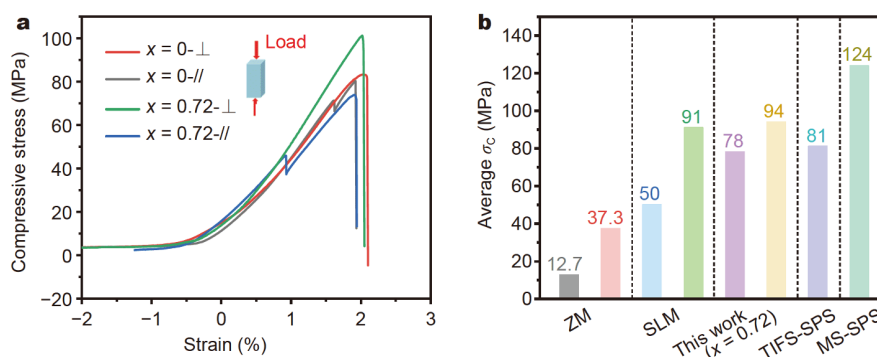 a
Compressive stress (MPa)
100
80
60
40
20
0
−20
x = 0-⊥
x = 0-//
x = 0.72-⊥
x = 0.72-//
Load
−2
−1
0
1
2
3
Strain (%)
b
Average σC (MPa)
140
120
100
80
60
40
20
0
12.7
37.3
50
91
78
94
81
124
ZM
SLM
This work
(x = 0.72)
TIFS-SPS
MS-SPS